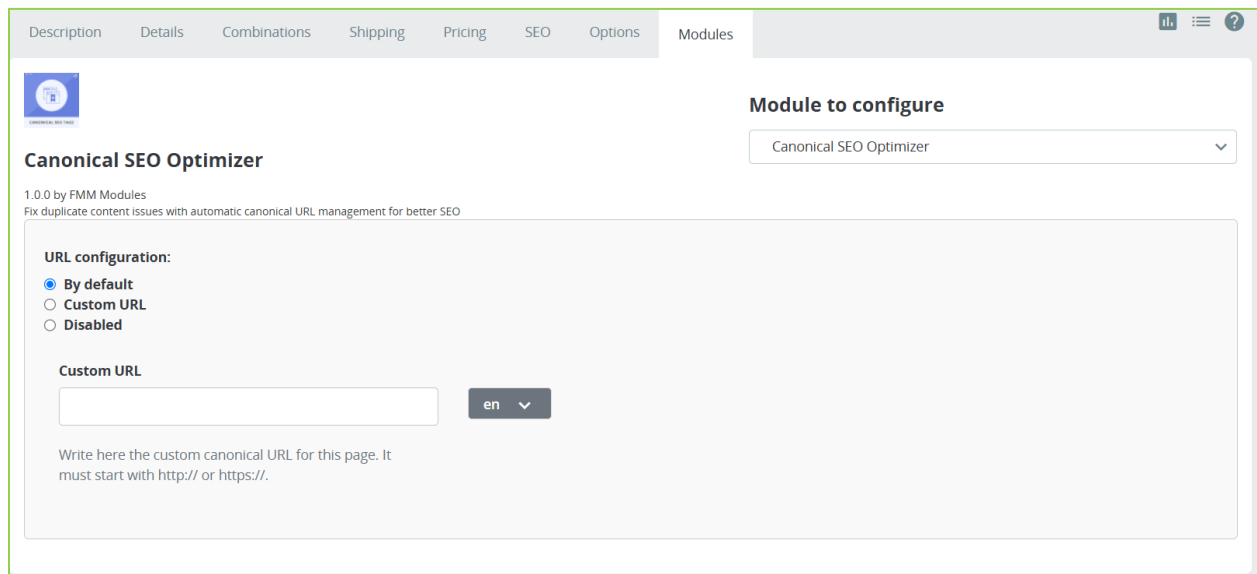 Description Details Combinations Shipping Pricing SEO Options Modules
CANONICAL SEO TAGS
Module to configure
Canonical SEO Optimizer
Canonical SEO Optimizer
1.0.0 by FMM Modules
Fix duplicate content issues with automatic canonical URL management for better SEO
URL configuration:
By default
Custom URL
Disabled
Custom URL
en
Write here the custom canonical URL for this page. It
must start with http:// or https://.